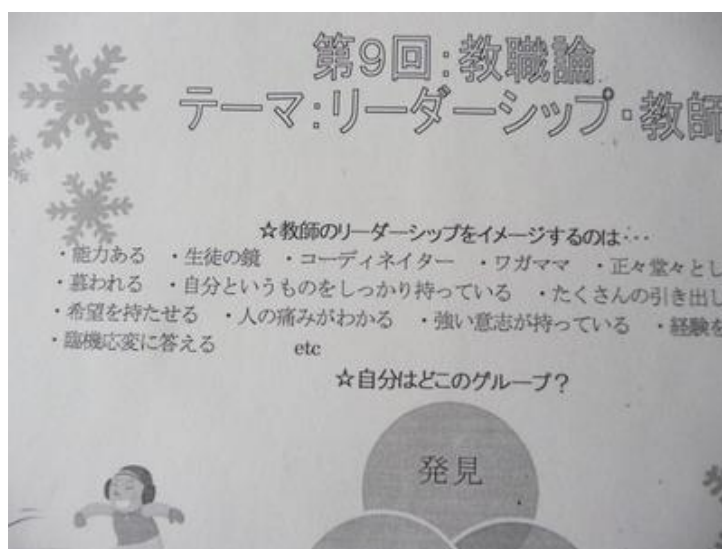 第9回:教職論
テーマ:リーダーシップ・教師
☆教師のリーダーシップをイメージするのは…
・能力ある ・生徒の鏡 ・コーディネイター ・ワガママ ・正々堂々とし
・慕われる ・自分というものをしっかり持っている ・たくさんの引き出し
・希望を持たせる ・人の痛みがわかる ・強い意志が持っている ・経験を
・臨機応変に答える etc
☆自分はどこのグループ？
発見